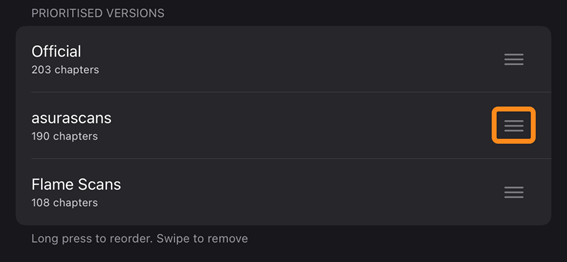 PRIORITISED VERSIONS
Official
203 chapters
asurascans
190 chapters
Flame Scans
108 chapters
Long press to reorder. Swipe to remove